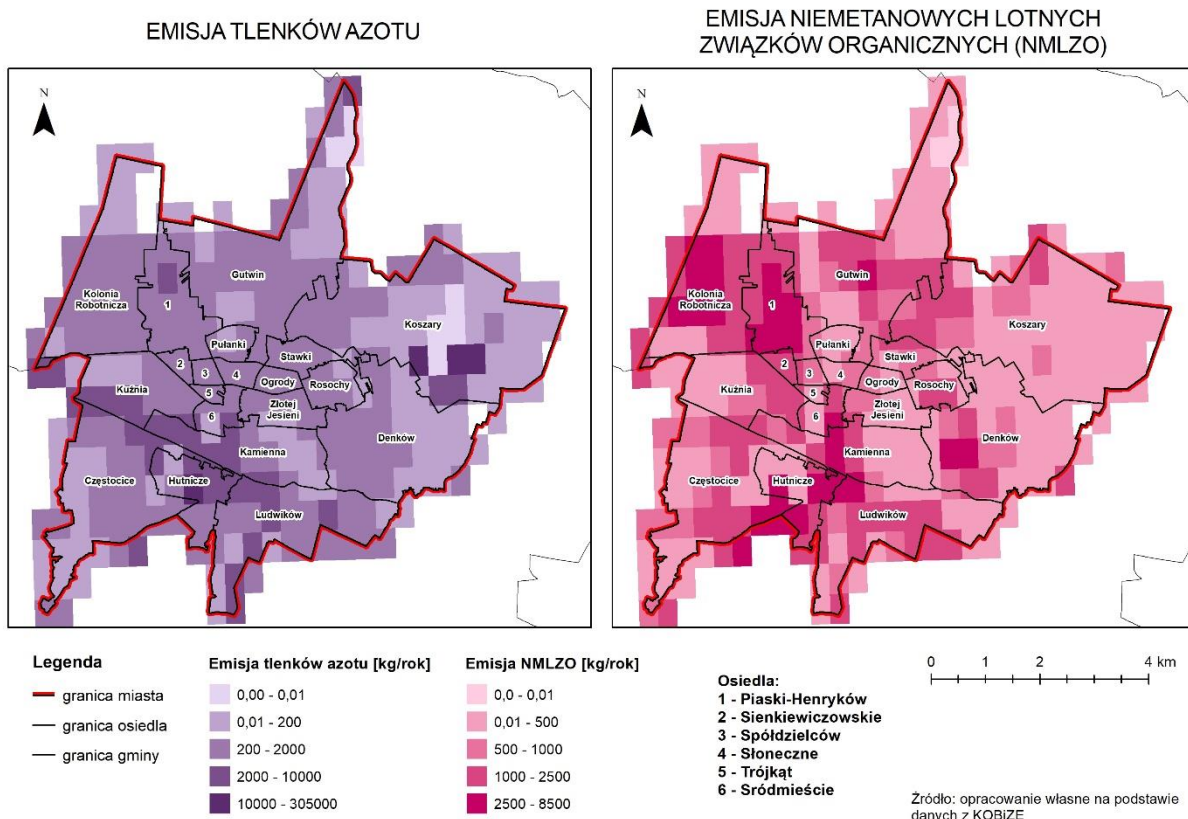 EMISJA TLENKÓW AZOTU
EMISJA NIEMETANOWYCH LOTNYCH
ZWIĄZKÓW ORGANICZNYCH (NMLZO)
N
Gutwin
Kolonia
Robotnicza
1
Koszary
Pułanki
Stawki
2
3
4
Kuźnia
Ogrody
Rosochy
5
Złotej
Jesieni
6
Denków
Kamienna
Częstocice
Hutnicze
Ludwików
N
Gutwin
Kolonia
Robotnicza
1
Koszary
Pułanki
Stawki
2
3
4
Kuźnia
Ogrody
Rosochy
5
Złotej
Jesieni
6
Denków
Kamienna
Częstocice
Hutnicze
Ludwików
Legenda
granica miasta
granica osiedla
granica gminy
Emisja tlenków azotu [kg/rok]
0,00 - 0,01
0,01 - 200
200 - 2000
2000 - 10000
10000 - 305000
Emisja NMLZO [kg/rok]
0,0 - 0,01
0,01 - 500
500 - 1000
1000 - 2500
2500 - 8500
Osiedla:
1 - Piaski-Henryków
2 - Sienkiewiczowskie
3 - Spółdzielców
4 - Słoneczne
5 - Trójkąt
6 - Sródmieście
0 1 2 4 km
Źródło: opracowanie własne na podstawie
danych z KOBiZE